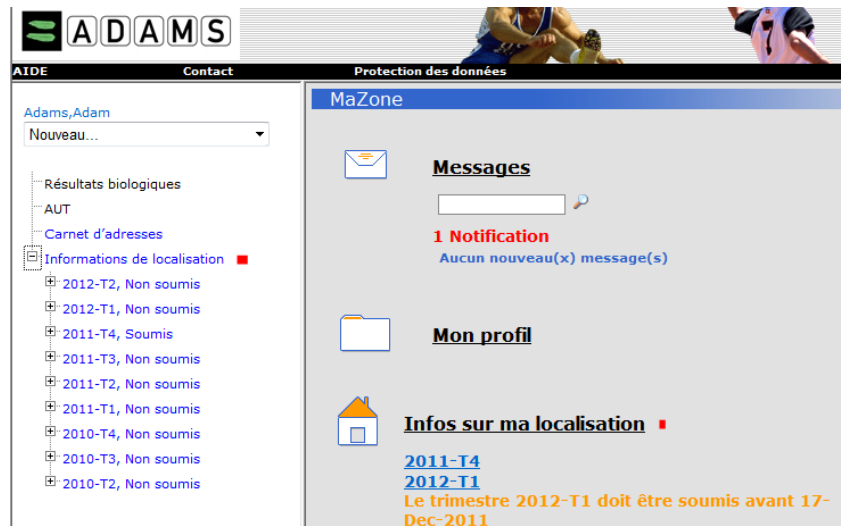 ADAMS
AIDE Contact Protection des données
Adams,Adam
Nouveau...
Résultats biologiques
AUT
Carnet d'adresses
Informations de localisation
2012-T2, Non soumis
2012-T1, Non soumis
2011-T4, Soumis
2011-T3, Non soumis
2011-T2, Non soumis
2011-T1, Non soumis
2010-T4, Non soumis
2010-T3, Non soumis
2010-T2, Non soumis
MaZone
Messages
1 Notification
Aucun nouveau(x) message(s)
Mon profil
Infos sur ma localisation
2011-T4
2012-T1
Le trimestre 2012-T1 doit être soumis avant 17-
Dec-2011